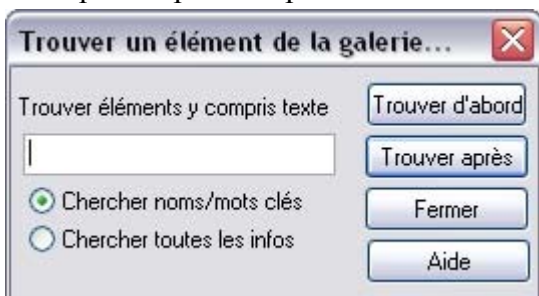 Trouver un élément de la galerie...
Trouver éléments y compris texte
Trouver d'abord
Trouver après
Chercher noms/mots clés
Fermer
Chercher toutes les infos
Aide